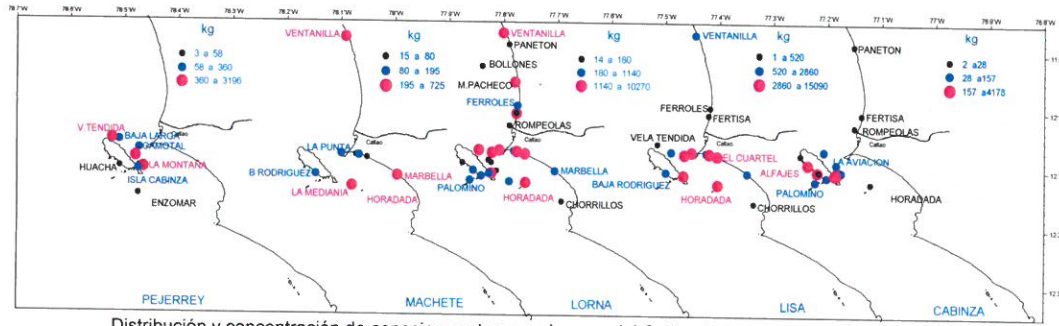 78.7°W 78.6°W 78.5°W 78.4°W 78.3°W 78.2°W 78.1°W 78°W 77.9°W 77.8°W 77.7°W 77.6°W 77.5°W 77.4°W 77.3°W 77.2°W 77.1°W 77°W 76.9°W 76.8°W
kg
3 a 58
58 a 360
360 a 3196
V.TENDIDA
BAJA LARGA
GAMOTAL
Callao
HUACHA
LA MONTANA
ISLA CABINZA
ENZOMAR
PEJERREY
VENTANILLA
kg
15 a 80
80 a 195
195 a 725
LA PUNTA
Callao
B RODRIGUEZ
LA MEDIANIA
MARBELLA
HORADADA
MACHETE
VENTANILLA
PANETON
BOLLONES
M.PACHECO
FERROLES
ROMPEOLAS
Callao
kg
14 a 180
180 a 1140
1140 a 10270
PALOMINO
MARBELLA
HORADADA
CHORRILLOS
LORNA
VENTANILLA
kg
1 a 520
520 a 2860
2860 a 15090
FERROLES
FERTISA
VELA TENDIDA
Callao
EL CUARTEL
BAJA RODRIGUEZ
HORADADA
CHORRILLOS
LISA
PANETON
kg
2 a28
28 a157
157 a4178
FERTISA
ROMPEOLAS
Callao
LA AVIACION
ALFAJES
PALOMINO
HORADADA
CABINZA